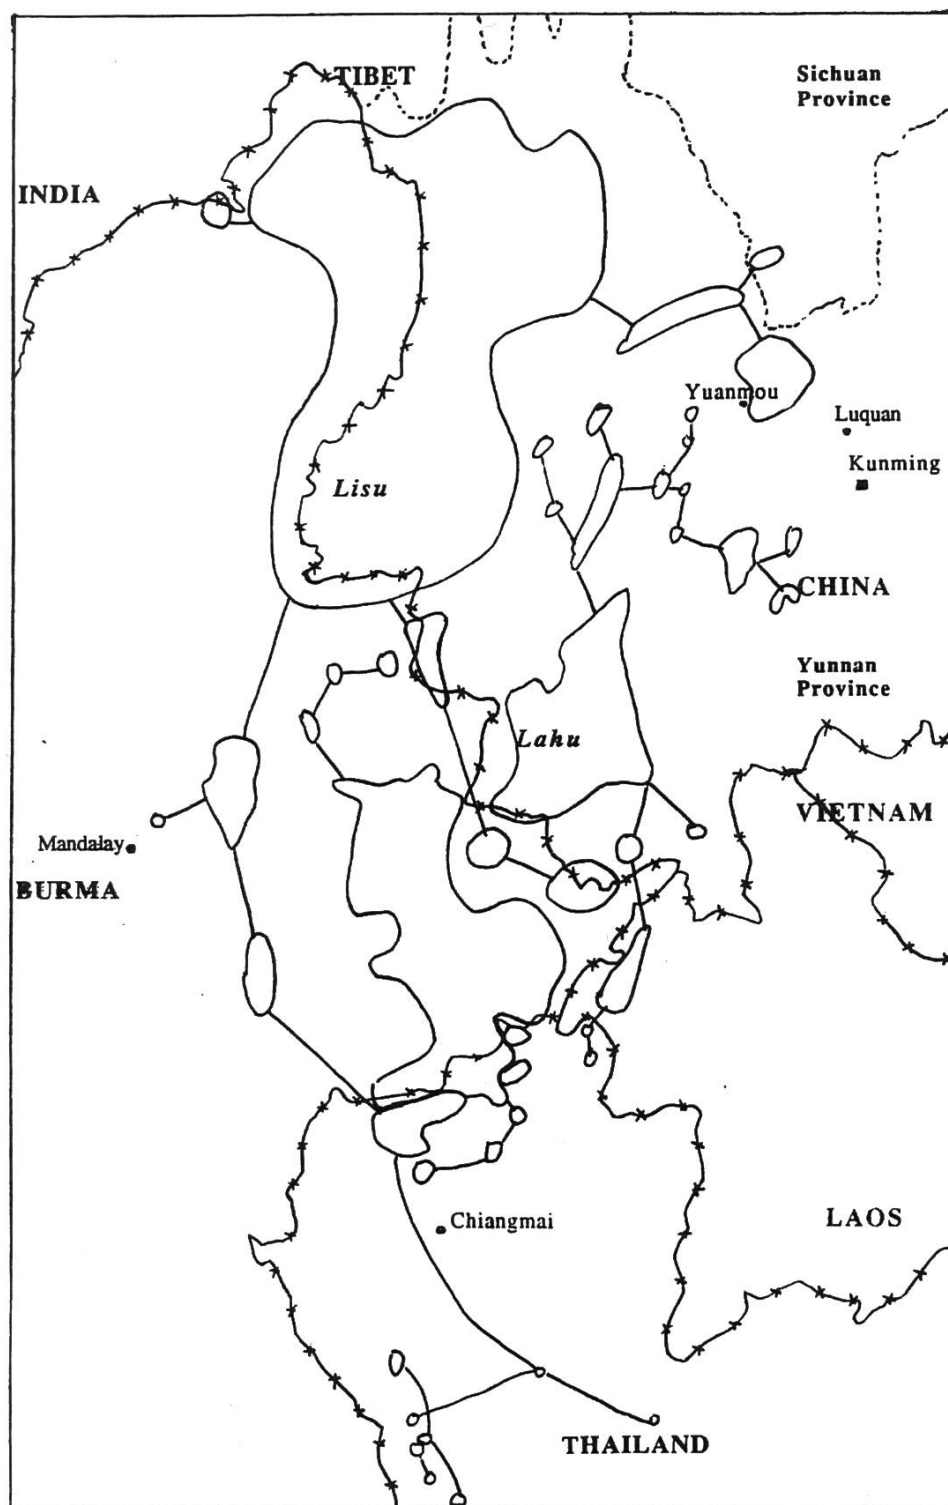 TIBET
Sichuan
Province
INDIA
Yuanmou
Luquan
Kunming
Lisu
CHINA
Yunnan
Province
Lahu
VIETNAM
Mandalay
BURMA
Chiangmai
LAOS
THAILAND